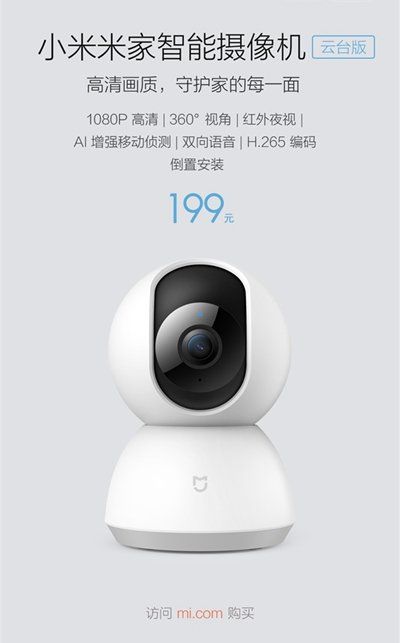 小米米家智能摄像机 云台版
高清画质，守护家的每一面
1080P 高清 | 360° 视角 | 红外夜视 |
AI 增强移动侦测 | 双向语音 | H.265 编码
倒置安装
199元
访问 mi.com 购买